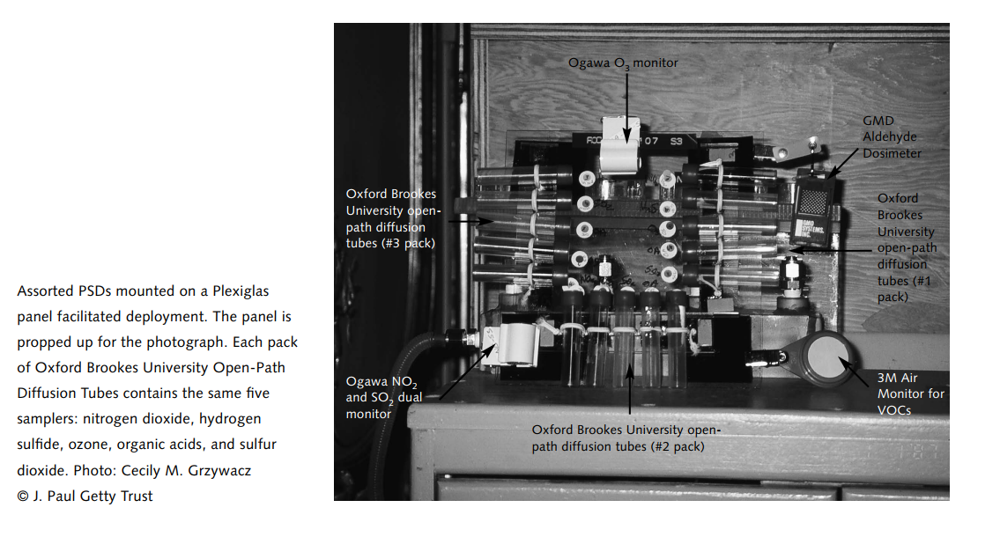 Assorted PSDs mounted on a Plexiglas
panel facilitated deployment. The panel is
propped up for the photograph. Each pack
of Oxford Brookes University Open-Path
Diffusion Tubes contains the same five
samplers: nitrogen dioxide, hydrogen
sulfide, ozone, organic acids, and sulfur
dioxide. Photo: Cecily M. Grzywacz
© J. Paul Getty Trust
Ogawa O3 monitor
07 S3
GMD
Aldehyde
Dosimeter
Oxford Brookes
University open-
path diffusion
tubes (#3 pack)
Oxford
Brookes
University
open-path
diffusion
tubes (#1
pack)
GMD
SYSTEMS,
INC.
Ogawa NO2
and SO2 dual
monitor
3M Air
Monitor for
VOCs
Oxford Brookes University open-
path diffusion tubes (#2 pack)